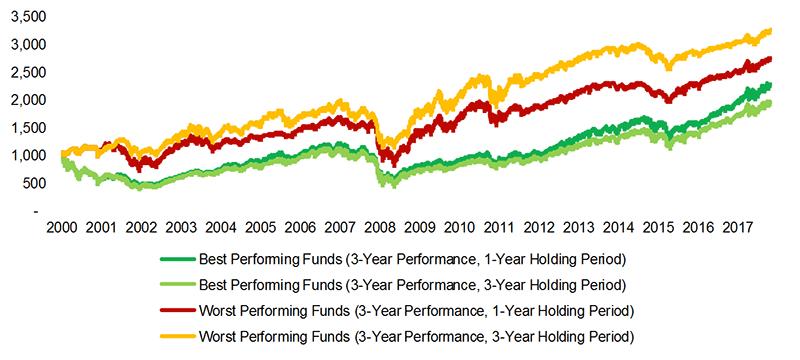 3,500
3,000
2,500
2,000
1,500
1,000
500
-
2000 2001 2002 2003 2004 2005 2006 2007 2008 2009 2010 2011 2012 2013 2014 2015 2016 2017
Best Performing Funds (3-Year Performance, 1-Year Holding Period)
Best Performing Funds (3-Year Performance, 3-Year Holding Period)
Worst Performing Funds (3-Year Performance, 1-Year Holding Period)
Worst Performing Funds (3-Year Performance, 3-Year Holding Period)